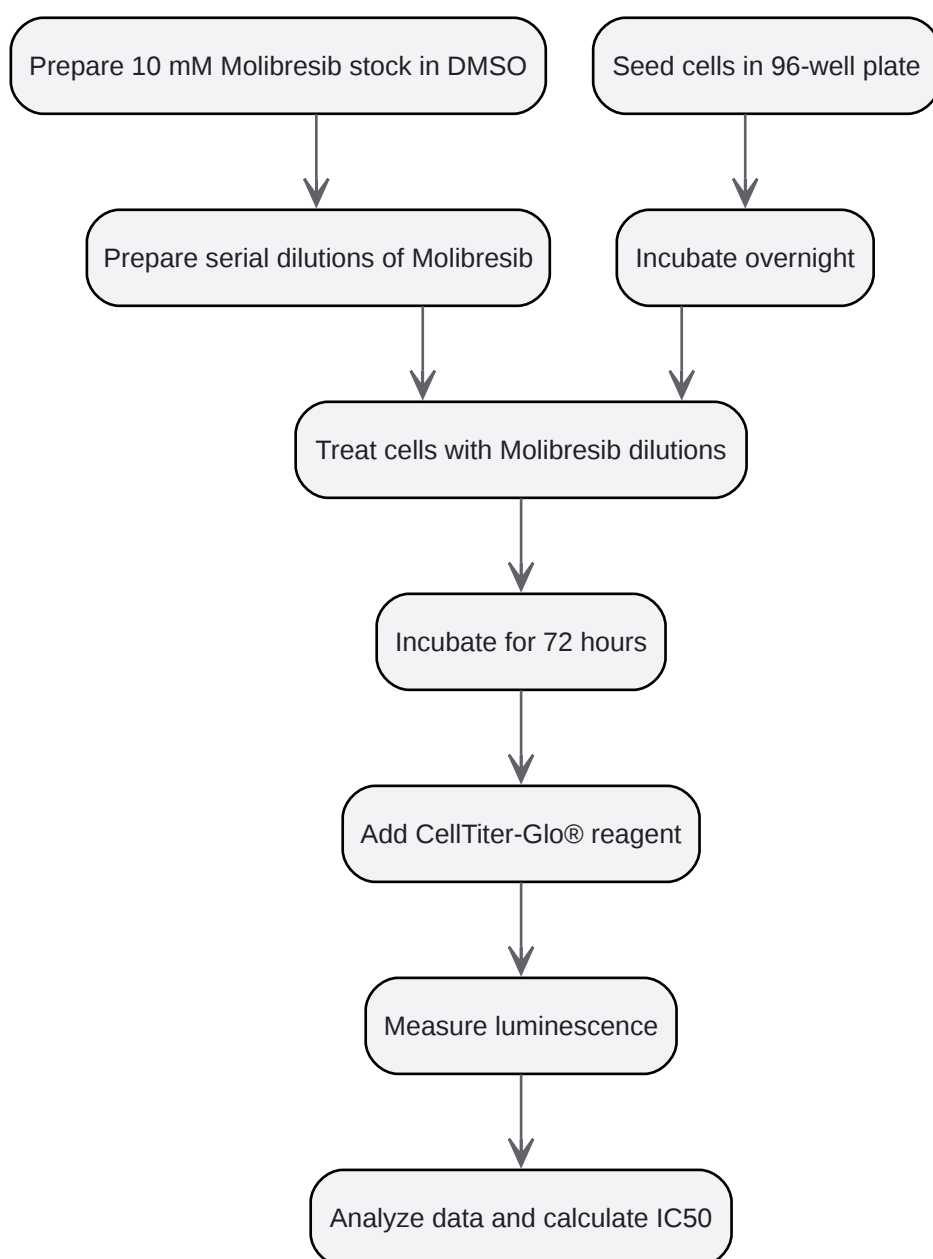 Prepare 10 mM Molibresib stock in DMSO
Seed cells in 96-well plate
Prepare serial dilutions of Molibresib
Incubate overnight
Treat cells with Molibresib dilutions
Incubate for 72 hours
Add CellTiter-Glo® reagent
Measure luminescence
Analyze data and calculate IC50